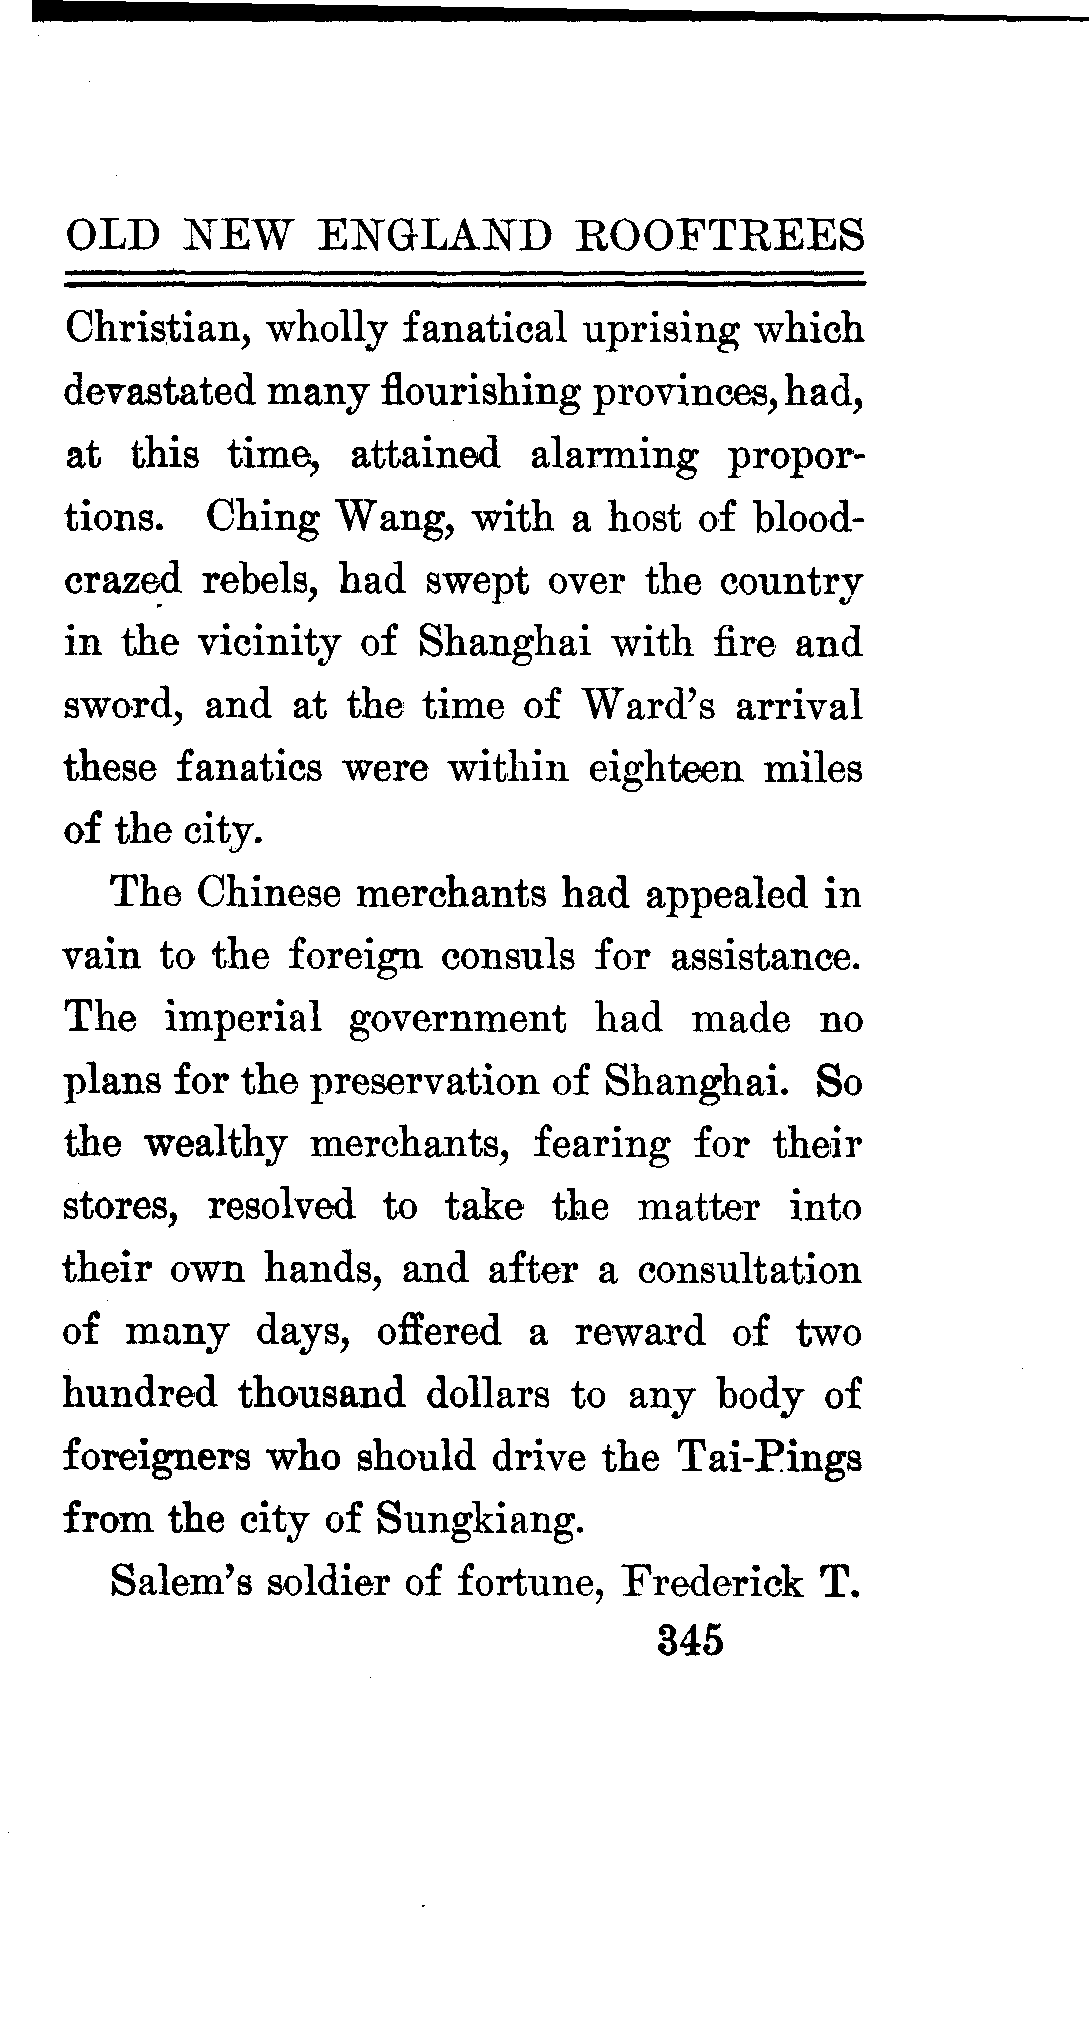 OLD NEW ENGLAND ROOFTREES
Christian, wholly fanatical uprising which
devastated many flourishing provinces, had,
at this time, attained alarming propor-
tions. Ching Wang, with a host of blood-
crazed rebels, had swept over the country
in the vicinity of Shanghai with fire and
sword, and at the time of Ward's arrival
these fanatics were within eighteen miles
of the city.
The Chinese merchants had appealed in
vain to the foreign consuls for assistance.
The imperial government had made no
plans for the preservation of Shanghai. So
the wealthy merchants, fearing for their
stores, resolved to take the matter into
their own hands, and after a consultation
of many days, offered a reward of two
hundred thousand dollars to any body of
foreigners who should drive the Tai-Pings
from the city of Sungkiang.
Salem's soldier of fortune, Frederick T.
345